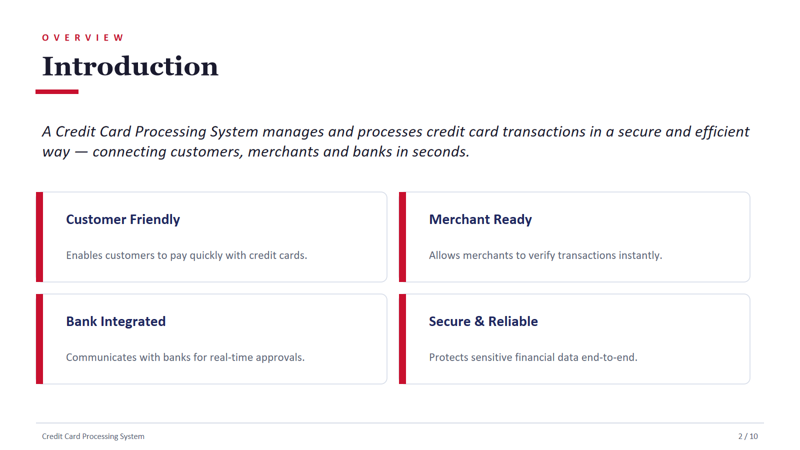 OVERVIEW
Introduction
A Credit Card Processing System manages and processes credit card transactions in a secure and efficient
way — connecting customers, merchants and banks in seconds.
Customer Friendly
Enables customers to pay quickly with credit cards.
Merchant Ready
Allows merchants to verify transactions instantly.
Bank Integrated
Communicates with banks for real-time approvals.
Secure & Reliable
Protects sensitive financial data end-to-end.
Credit Card Processing System
2 / 10